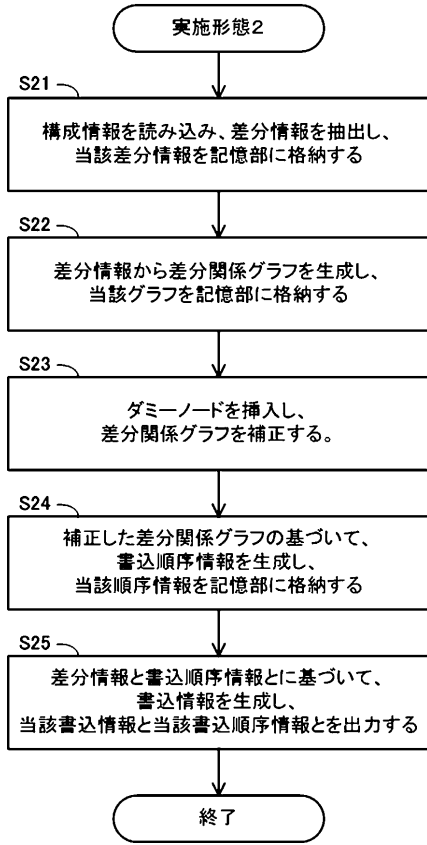 実施形態2
S21
構成情報を読み込み、差分情報を抽出し、
当該差分情報を記憶部に格納する
S22
差分情報から差分関係グラフを生成し、
当該グラフを記憶部に格納する
S23
ダミーノードを挿入し、
差分関係グラフを補正する。
S24
補正した差分関係グラフの基づいて、
書込順序情報を生成し、
当該順序情報を記憶部に格納する
S25
差分情報と書込順序情報とに基づいて、
書込情報を生成し、
当該書込情報と当該書込順序情報とを出力する
終了